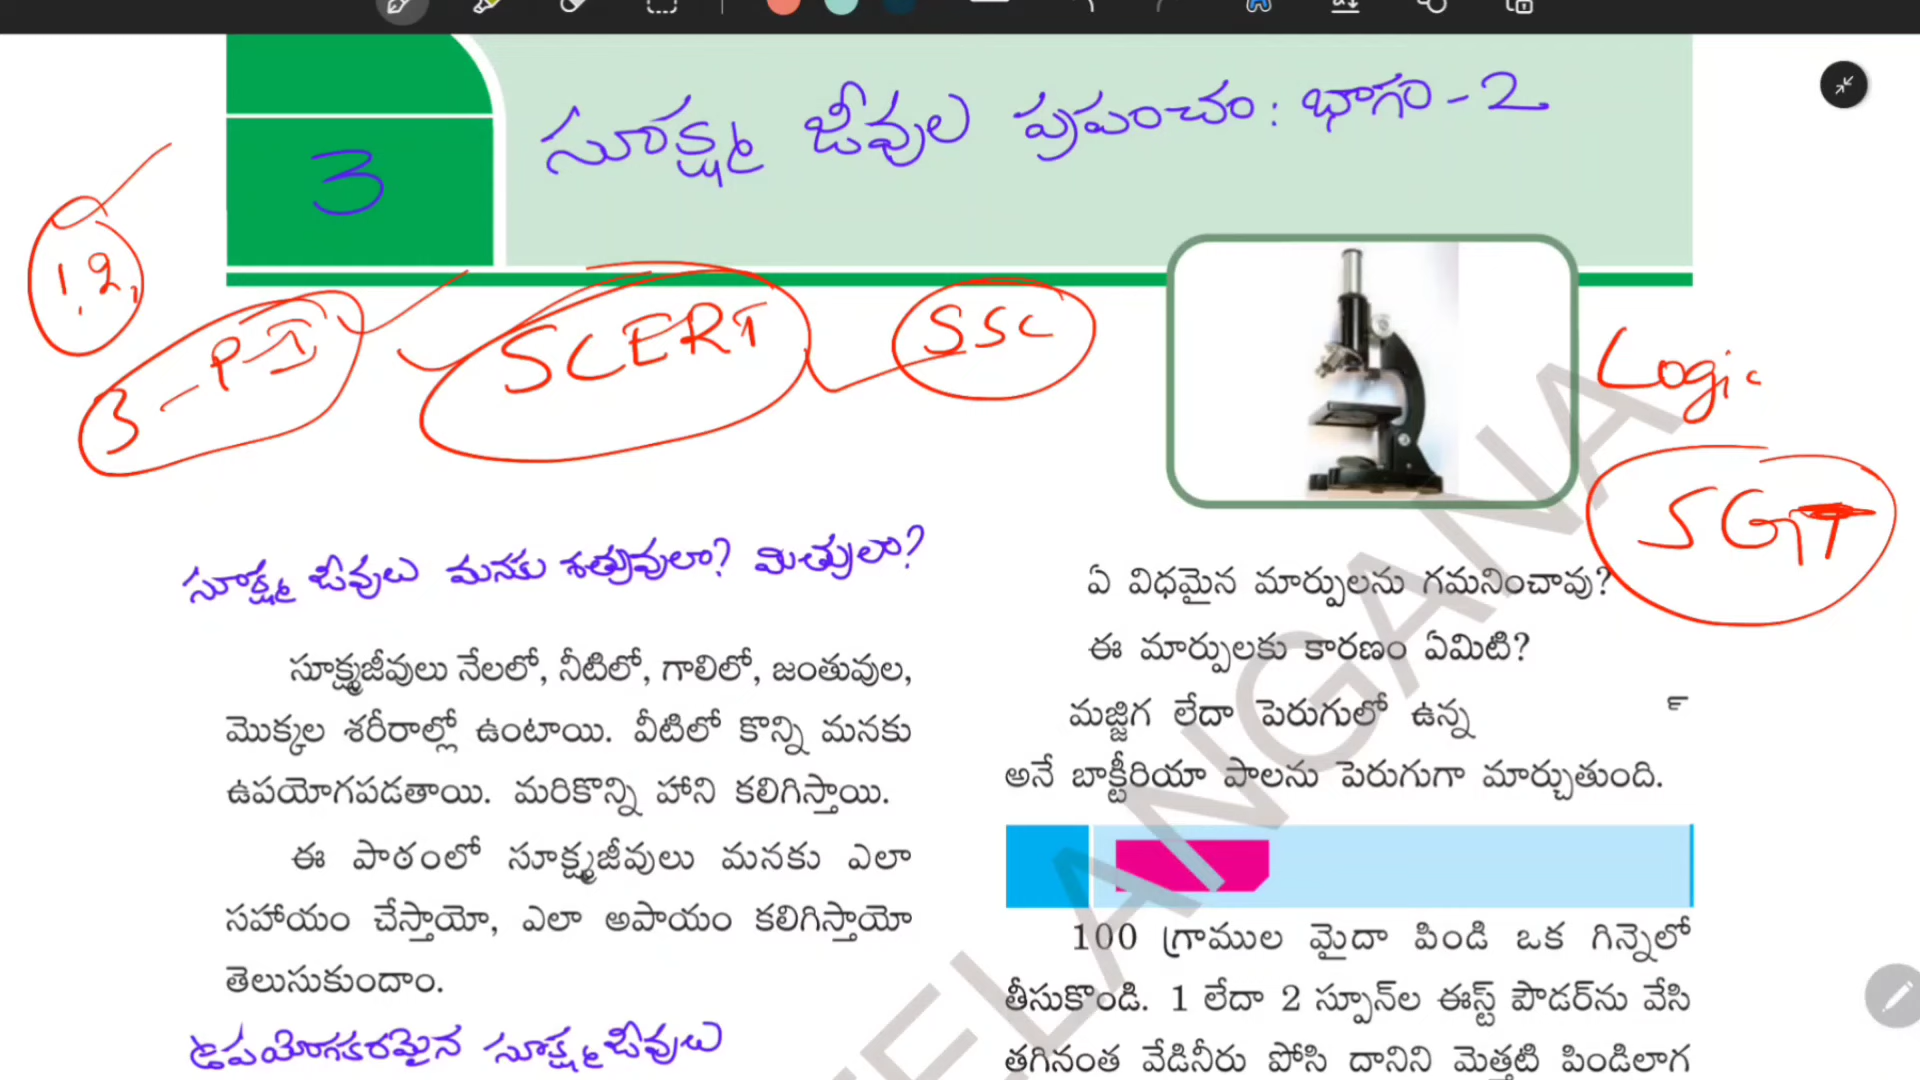 3
సూక్ష్మ జీవుల ప్రపంచం: భాగం-2
1,2,
3-P-I
SCERT
SSC
Logic
SGT
సూక్ష్మ జీవులు మనకు శత్రువులా? మిత్రులా?
సూక్ష్మజీవులు నేలలో, నీటిలో, గాలిలో, జంతువుల,
మొక్కల శరీరాల్లో ఉంటాయి. వీటిలో కొన్ని మనకు
ఉపయోగపడతాయి. మరికొన్ని హాని కలిగిస్తాయి.
ఈ పాఠంలో సూక్ష్మజీవులు మనకు ఎలా
సహాయం చేస్తాయో, ఎలా అపాయం కలిగిస్తాయో
తెలుసుకుందాం.
ఉపయోగకరమైన సూక్ష్మజీవులు
ఏ విధమైన మార్పులను గమనించావు?
ఈ మార్పులకు కారణం ఏమిటి?
మజ్జిగ లేదా పెరుగులో ఉన్న
అనే బాక్టీరియా పాలను పెరుగుగా మార్చుతుంది.
100 గ్రాముల మైదా పిండి ఒక గిన్నెలో
తీసుకొండి. 1 లేదా 2 స్పూన్‌ల ఈస్ట్ పౌడర్‌ను వేసి
తగినంత వేడినీరు పోసి దానిని మెత్తటి పిండిలాగ
ELANGANA